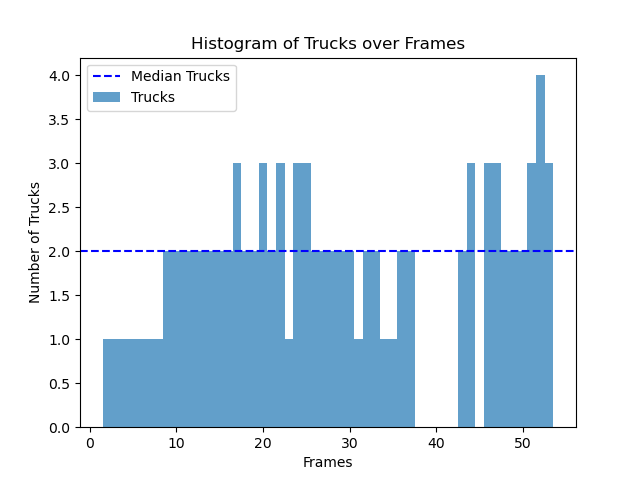 Histogram of Trucks over Frames
Median Trucks
Trucks
Number of Trucks
4.0
3.5
3.0
2.5
2.0
1.5
1.0
0.5
0.0
0 10 20 30 40 50
Frames